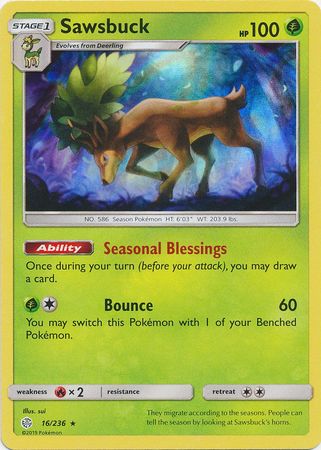 STAGE 1
Sawsbuck
HP 100
Evolves from Deerling
NO. 586 Season Pokémon HT: 6'03" WT: 203.9 lbs.
Ability Seasonal Blessings
Once during your turn (before your attack), you may draw
a card.
Bounce 60
You may switch this Pokémon with 1 of your Benched
Pokémon.
weakness × 2 resistance retreat
Illus. sui
16/236 ★
©2019 Pokémon
They migrate according to the seasons. People can
tell the season by looking at Sawsbuck's horns.